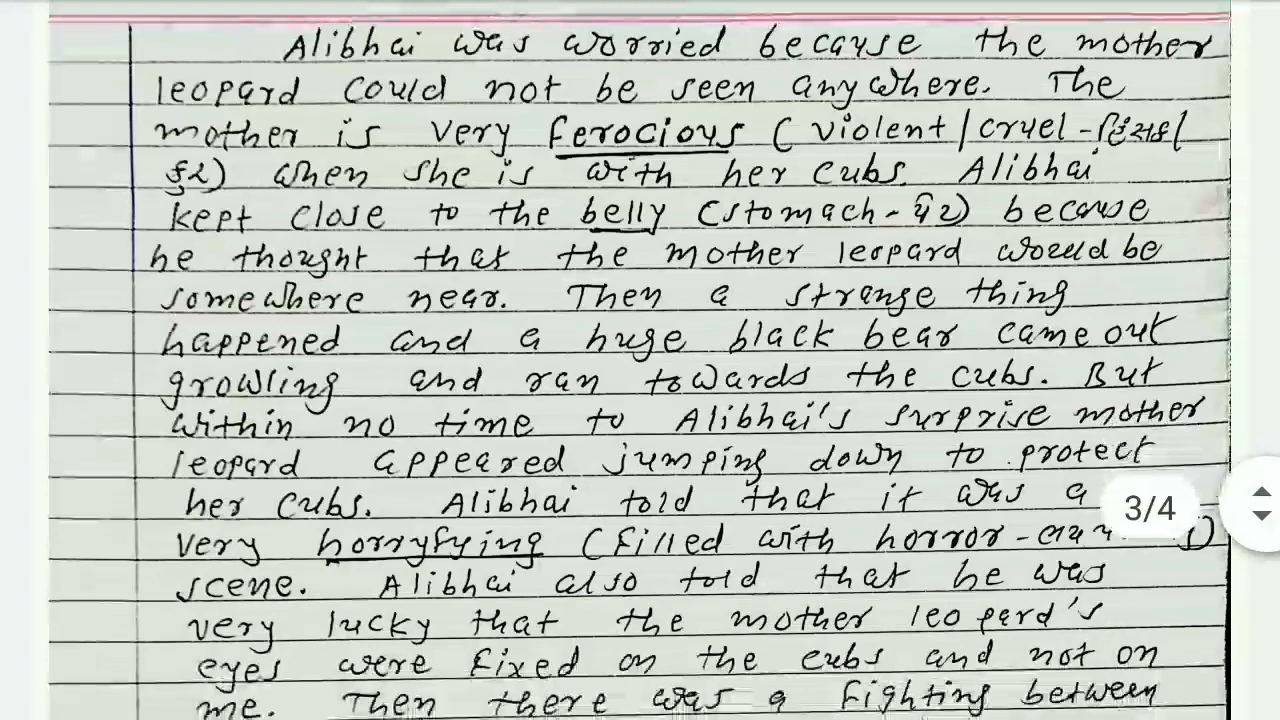 Alibhai was worried because the mother
leopard could not be seen anywhere. The
mother is very ferocious (violent/cruel - હિંસક/
ક્રૂર) when she is with her cubs. Alibhai
kept close to the belly (stomach - પેટ) because
he thought that the mother leopard would be
somewhere near. Then a strange thing
happened and a huge black bear came out
growling and ran towards the cubs. But
within no time to Alibhai's surprise mother
leopard appeared jumping down to protect
her cubs. Alibhai told that it was a
3/4
very horryfying (filled with horror -
scene. Alibhai also told that he was
very lucky that the mother leopard's
eyes were fixed on the cubs and not on
me. Then there was a fighting between